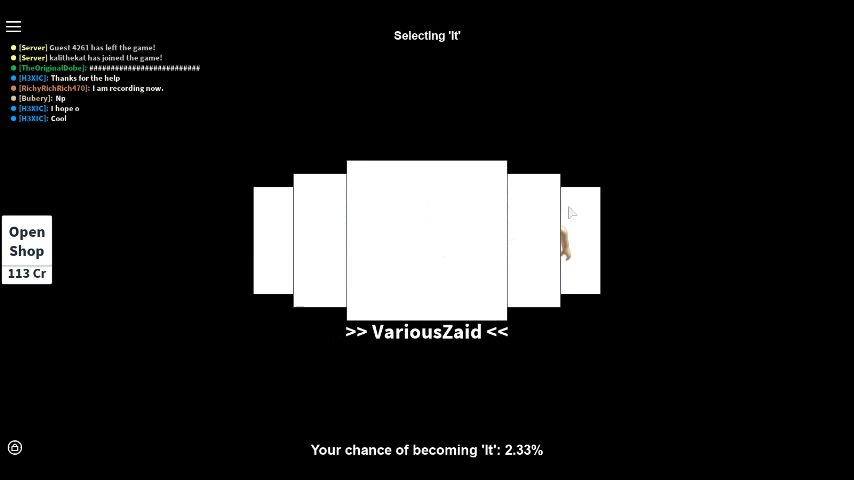 Selecting 'It'
[Server] Guest 4261 has left the game!
[Server] kalithekat has joined the game!
[TheOriginalDobe]: #########################
[H3XIC]: Thanks for the help
[RichyRichRich470]: I am recording now.
[Bubery]: Np
[H3XIC]: I hope o
[H3XIC]: Cool
Open
Shop
113 Cr
>> VariousZaid <<
Your chance of becoming 'It': 2.33%